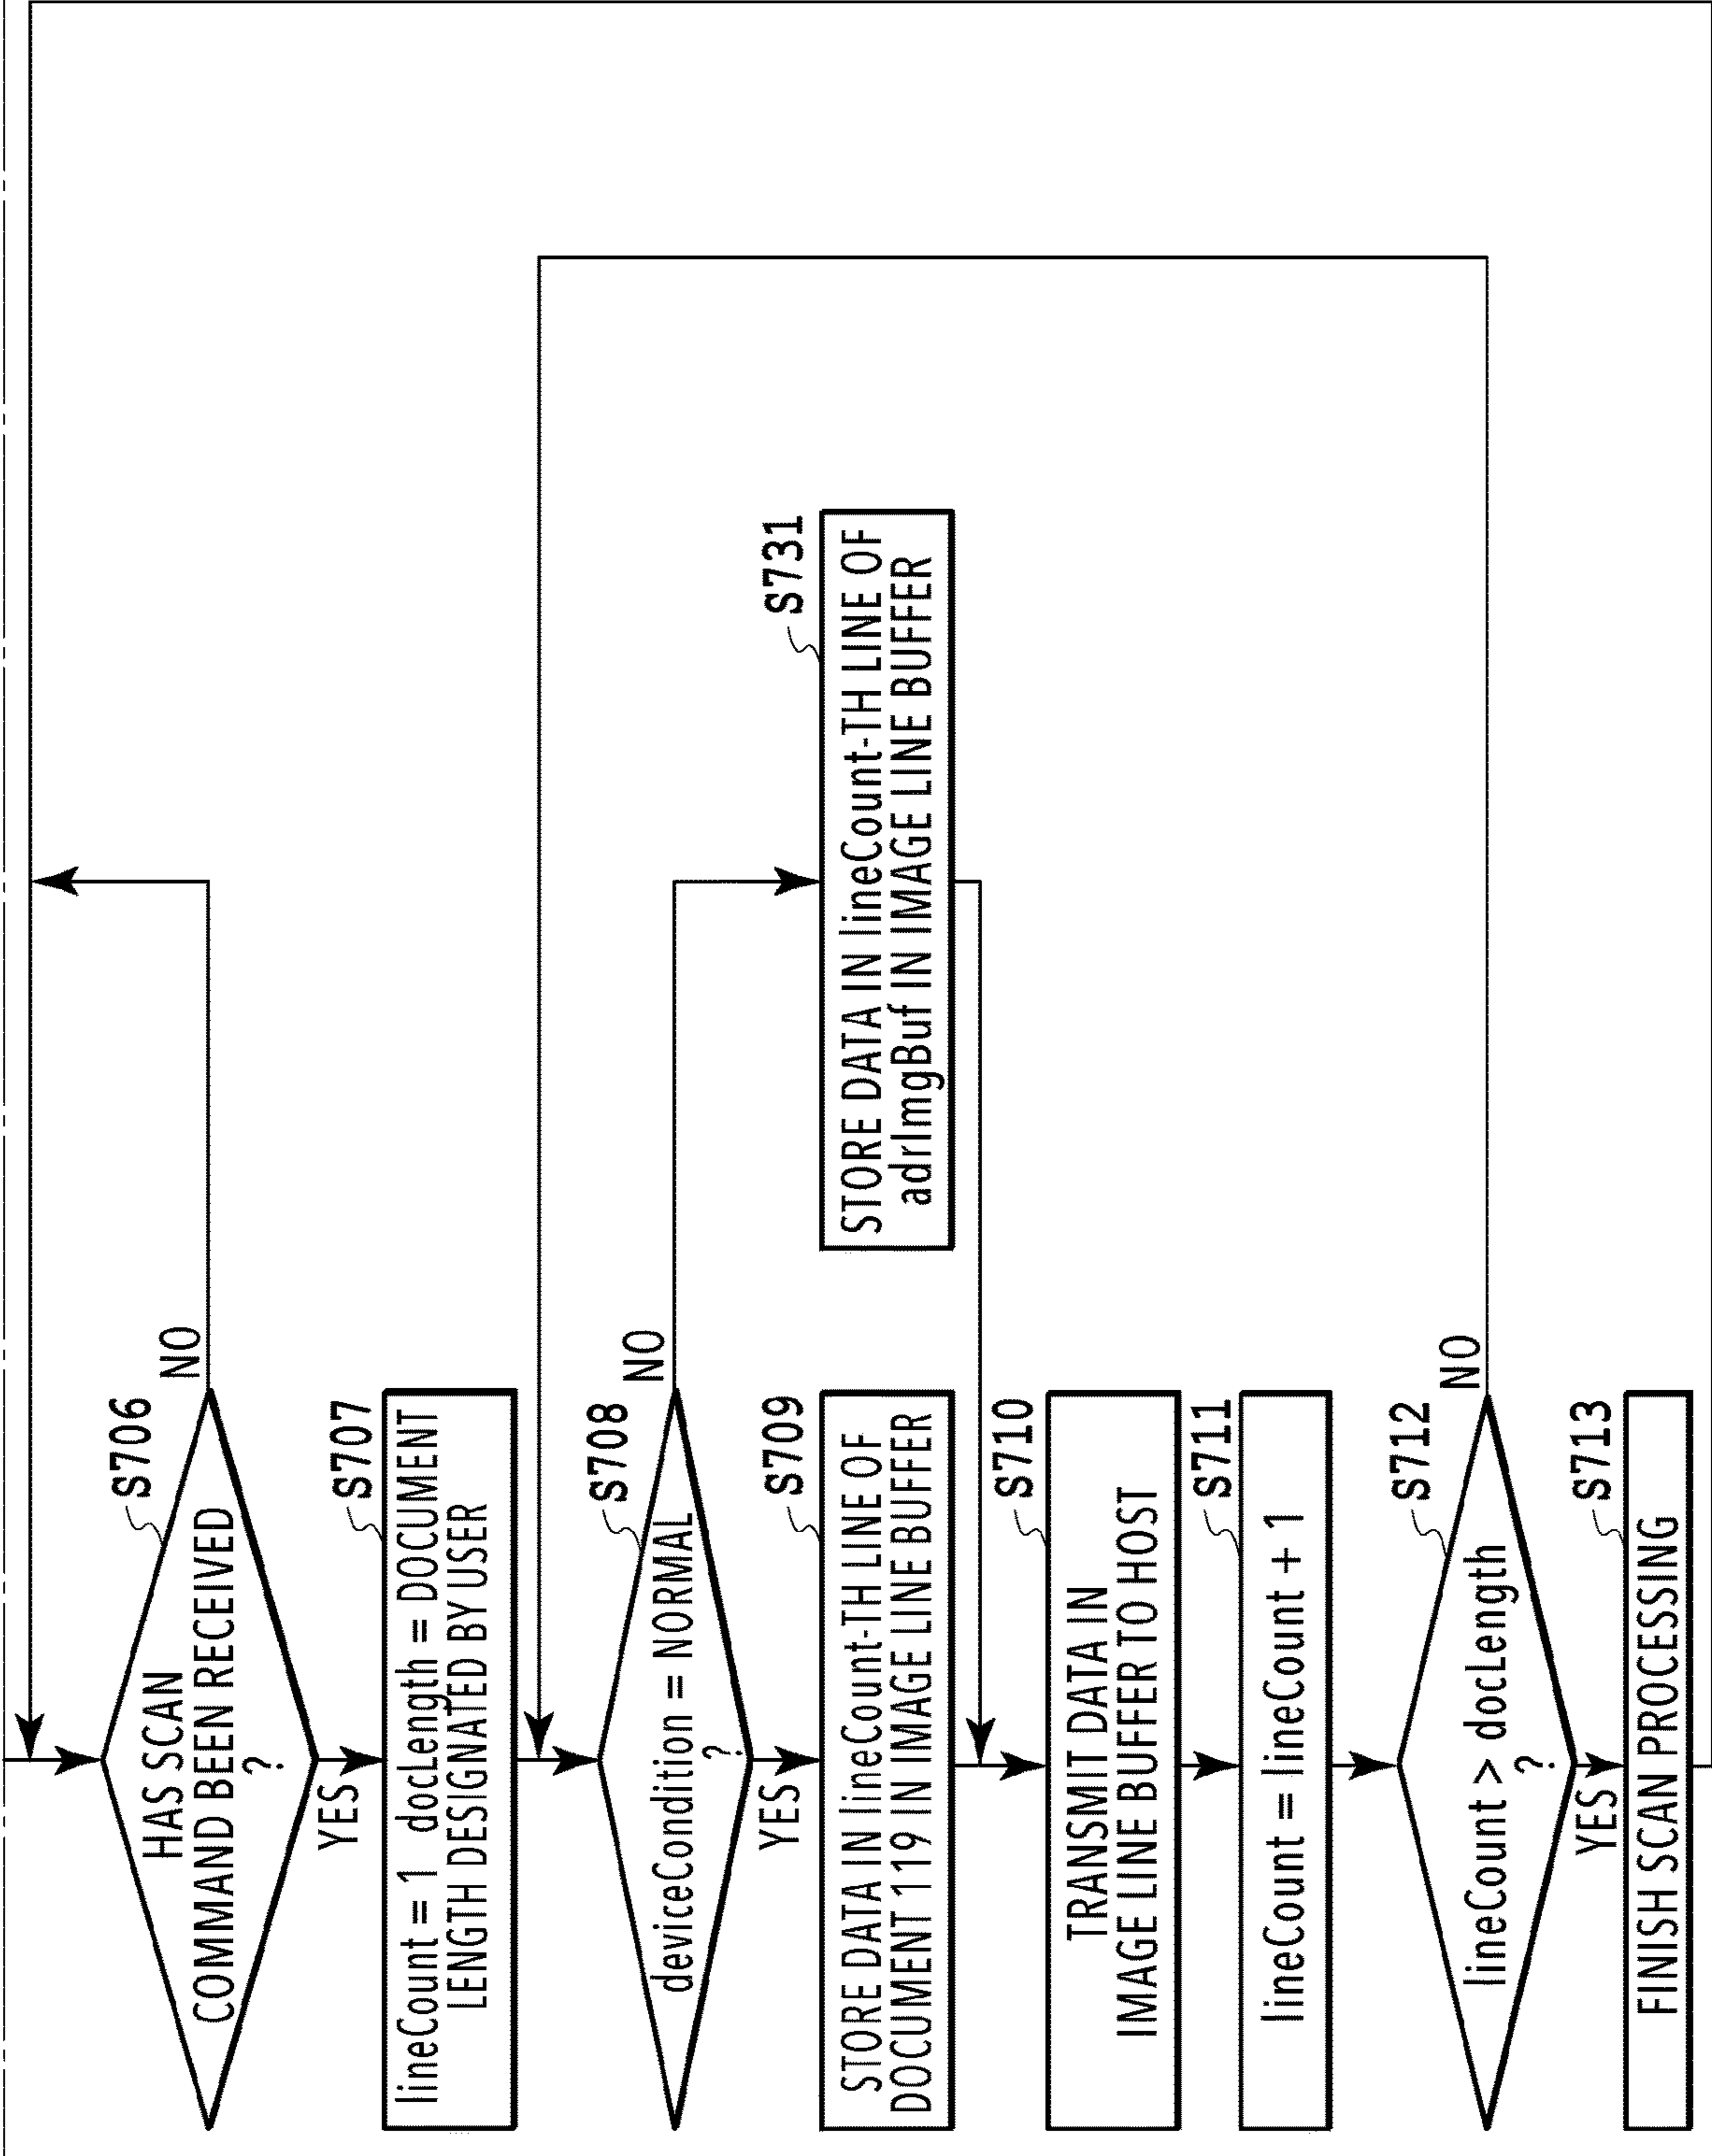 S706
HAS SCAN
COMMAND BEEN RECEIVED
?
NO
YES
S707
lineCount = 1 docLength = DOCUMENT
LENGTH DESIGNATED BY USER
S708
deviceCondition = NORMAL
?
NO
YES
S709
STORE DATA IN lineCount-TH LINE OF
DOCUMENT 119 IN IMAGE LINE BUFFER
S731
STORE DATA IN lineCount-TH LINE OF
adrImgBuf IN IMAGE LINE BUFFER
S710
TRANSMIT DATA IN
IMAGE LINE BUFFER TO HOST
S711
lineCount = lineCount + 1
S712
lineCount > docLength
?
NO
YES
S713
FINISH SCAN PROCESSING